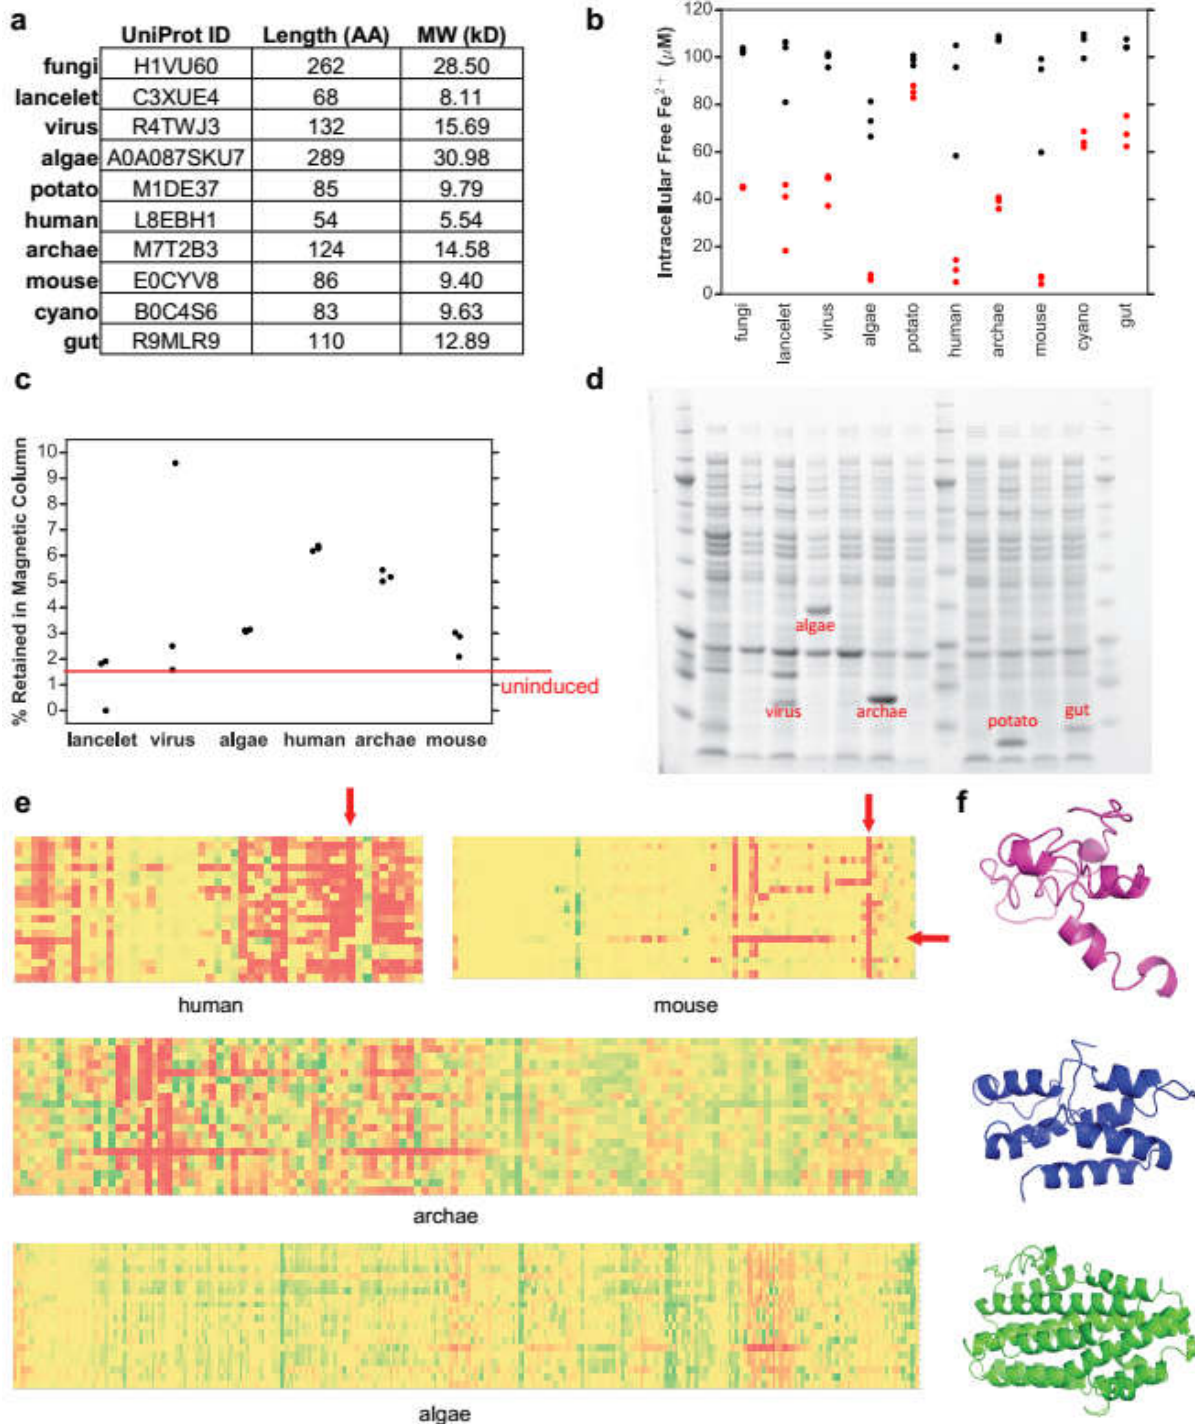 a
UniProt ID Length (AA) MW (kD)
fungi H1VU60 262 28.50
lancelet C3XUE4 68 8.11
virus R4TWJ3 132 15.69
algae A0A087SKU7 289 30.98
potato M1DE37 85 9.79
human L8EBH1 54 5.54
archae M7T2B3 124 14.58
mouse E0CYV8 86 9.40
cyano B0C4S6 83 9.63
gut R9MLR9 110 12.89
b
Intracellular Free Fe2+ (μM)
120
100
80
60
40
20
0
fungi
lancelet
virus
algae
potato
human
archae
mouse
cyano
gut
c
% Retained in Magnetic Column
10
9
8
7
6
5
4
3
2
1
0
uninduced
lancelet virus algae human archae mouse
d
algae
virus archae
potato gut
e
human mouse
archae
algae
f